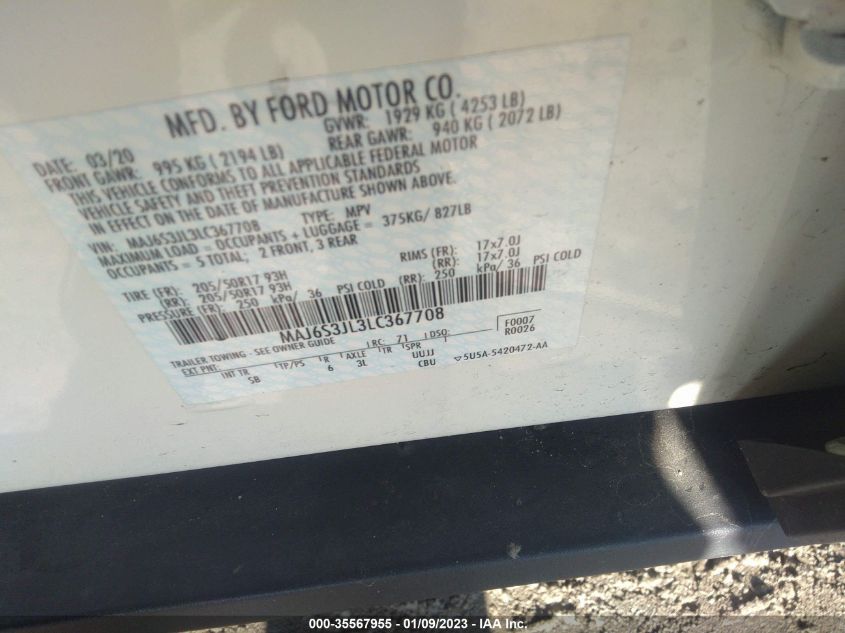 MFD. BY FORD MOTOR CO.
DATE: 03/20 GVWR: 1929 KG ( 4253 LB)
FRONT GAWR: 995 KG ( 2194 LB) REAR GAWR: 940 KG ( 2072 LB)
THIS VEHICLE CONFORMS TO ALL APPLICABLE FEDERAL MOTOR
VEHICLE SAFETY AND THEFT PREVENTION STANDARDS
IN EFFECT ON THE DATE OF MANUFACTURE SHOWN ABOVE.
VIN: MAJ6S3JL3LC367708 TYPE: MPV
MAXIMUM LOAD = OCCUPANTS + LUGGAGE = 375KG/ 827LB
OCCUPANTS = 5 TOTAL; 2 FRONT, 3 REAR
TIRE (FR): 205/50R17 93H RIMS (FR): 17x7.0J
(RR): 205/50R17 93H (RR): 17x7.0J
PRESSURE (FR): 250 kPa/ 36 PSI COLD (RR): 250 kPa/ 36 PSI COLD
MAJ6S3JL3LC367708
TRAILER TOWING - SEE OWNER GUIDE RC: 71 DSO: F0007
R0026
EXT PNT: INT TR TP/PS R AXLE TR SPR
SB 6 3L UUJJ
CBU 5U5A-5420472-AA
000-35567955 - 01/09/2023 - IAA Inc.